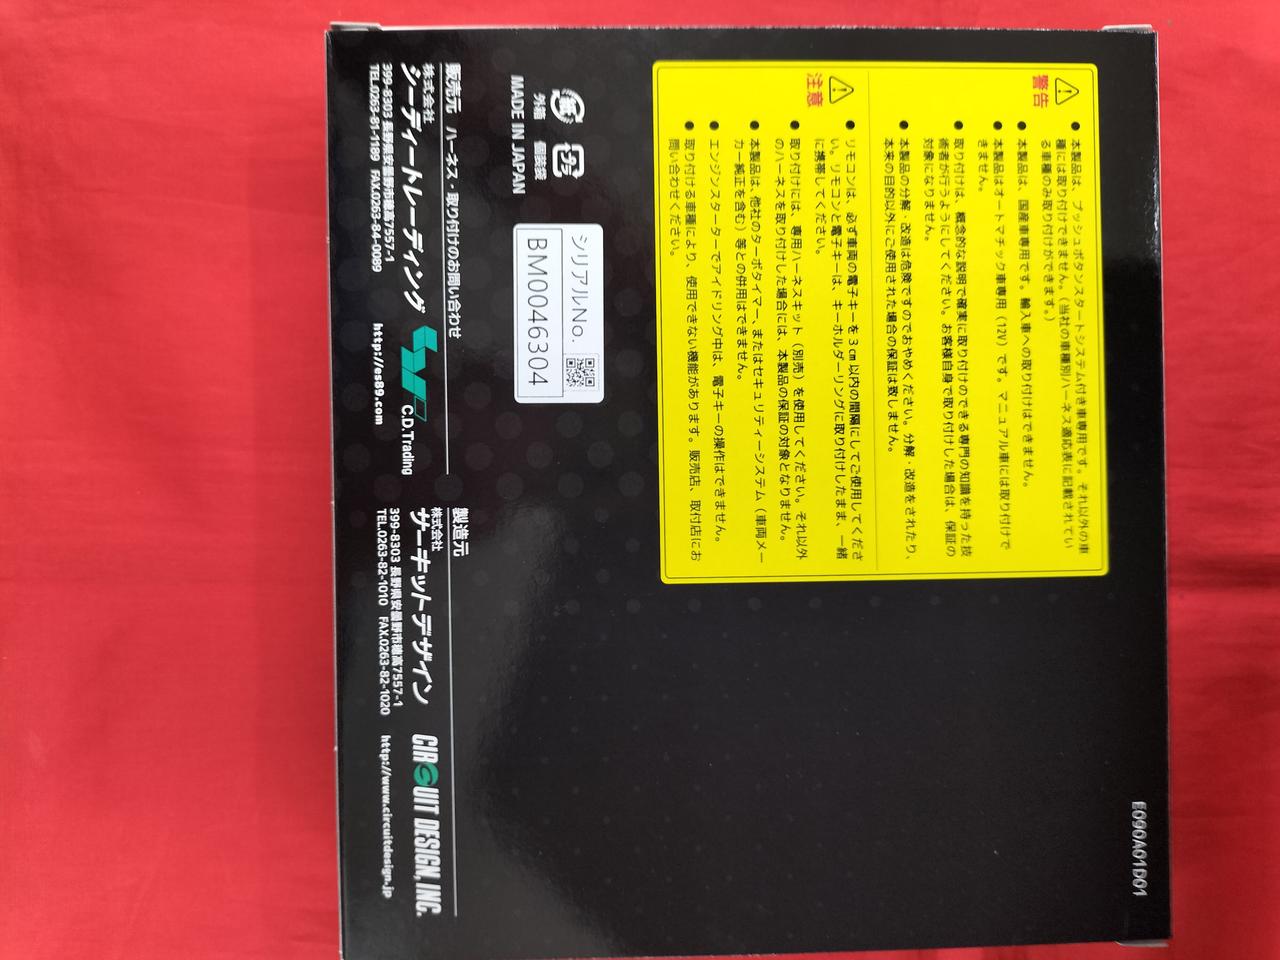 警告
● 本製品は、プッシュボタンスタートシステム付き車専用です。それ以外の車
種には取り付けできません。（当社の車種別ハーネス適応表に記載されてい
る車種のみ取り付けができます。）
● 本製品は、国産車専用です。輸入車への取り付けはできません。
● 本製品はオートマチック車専用（12V）です。マニュアル車には取り付けで
きません。
● 取り付けは、概念的な説明で確実に取り付けのできる専門の知識を持った技
術者が行うようにしてください。お客様自身で取り付けした場合は、保証の
対象になりません。
● 本製品の分解・改造は危険ですのでおやめください。分解・改造をされたり、
本来の目的以外にご使用された場合の保証は致しません。
注意
● リモコンは、必ず車両の電子キーを3cm以内の間隔にしてご使用してくださ
い。リモコンと電子キーは、キーホルダーリングに取り付けしたまま、一緒
に携帯してください。
● 取り付けには、専用ハーネスキット（別売）を使用してください。それ以外
のハーネスを取り付けした場合には、本製品の保証の対象となりません。
● 本製品は、他社のターボタイマー、またはセキュリティーシステム（車両メー
カー純正を含む）等との併用はできません。
● エンジンスターターでアイドリング中は、電子キーの操作はできません。
● 取り付ける車種により、使用できない機能があります。販売店、取付店にお
問い合わせください。
シリアルNo.
BM0046304
紙 プラ
外箱 個装袋
MADE IN JAPAN
販売元 ハーネス・取り付けのお問い合わせ
株式会社
シーディートレーディング
C.D.Trading
399-8303 長野県安曇野市穂高7557-1
TEL.0263-81-1189 FAX.0263-84-0089
http://es89.com
製造元
株式会社
サーキットデザイン
CIRCUIT DESIGN, INC.
399-8303 長野県安曇野市穂高7557-1
TEL.0263-82-1010 FAX.0263-82-1020
http://www.circuitdesign.jp
E090A01D01